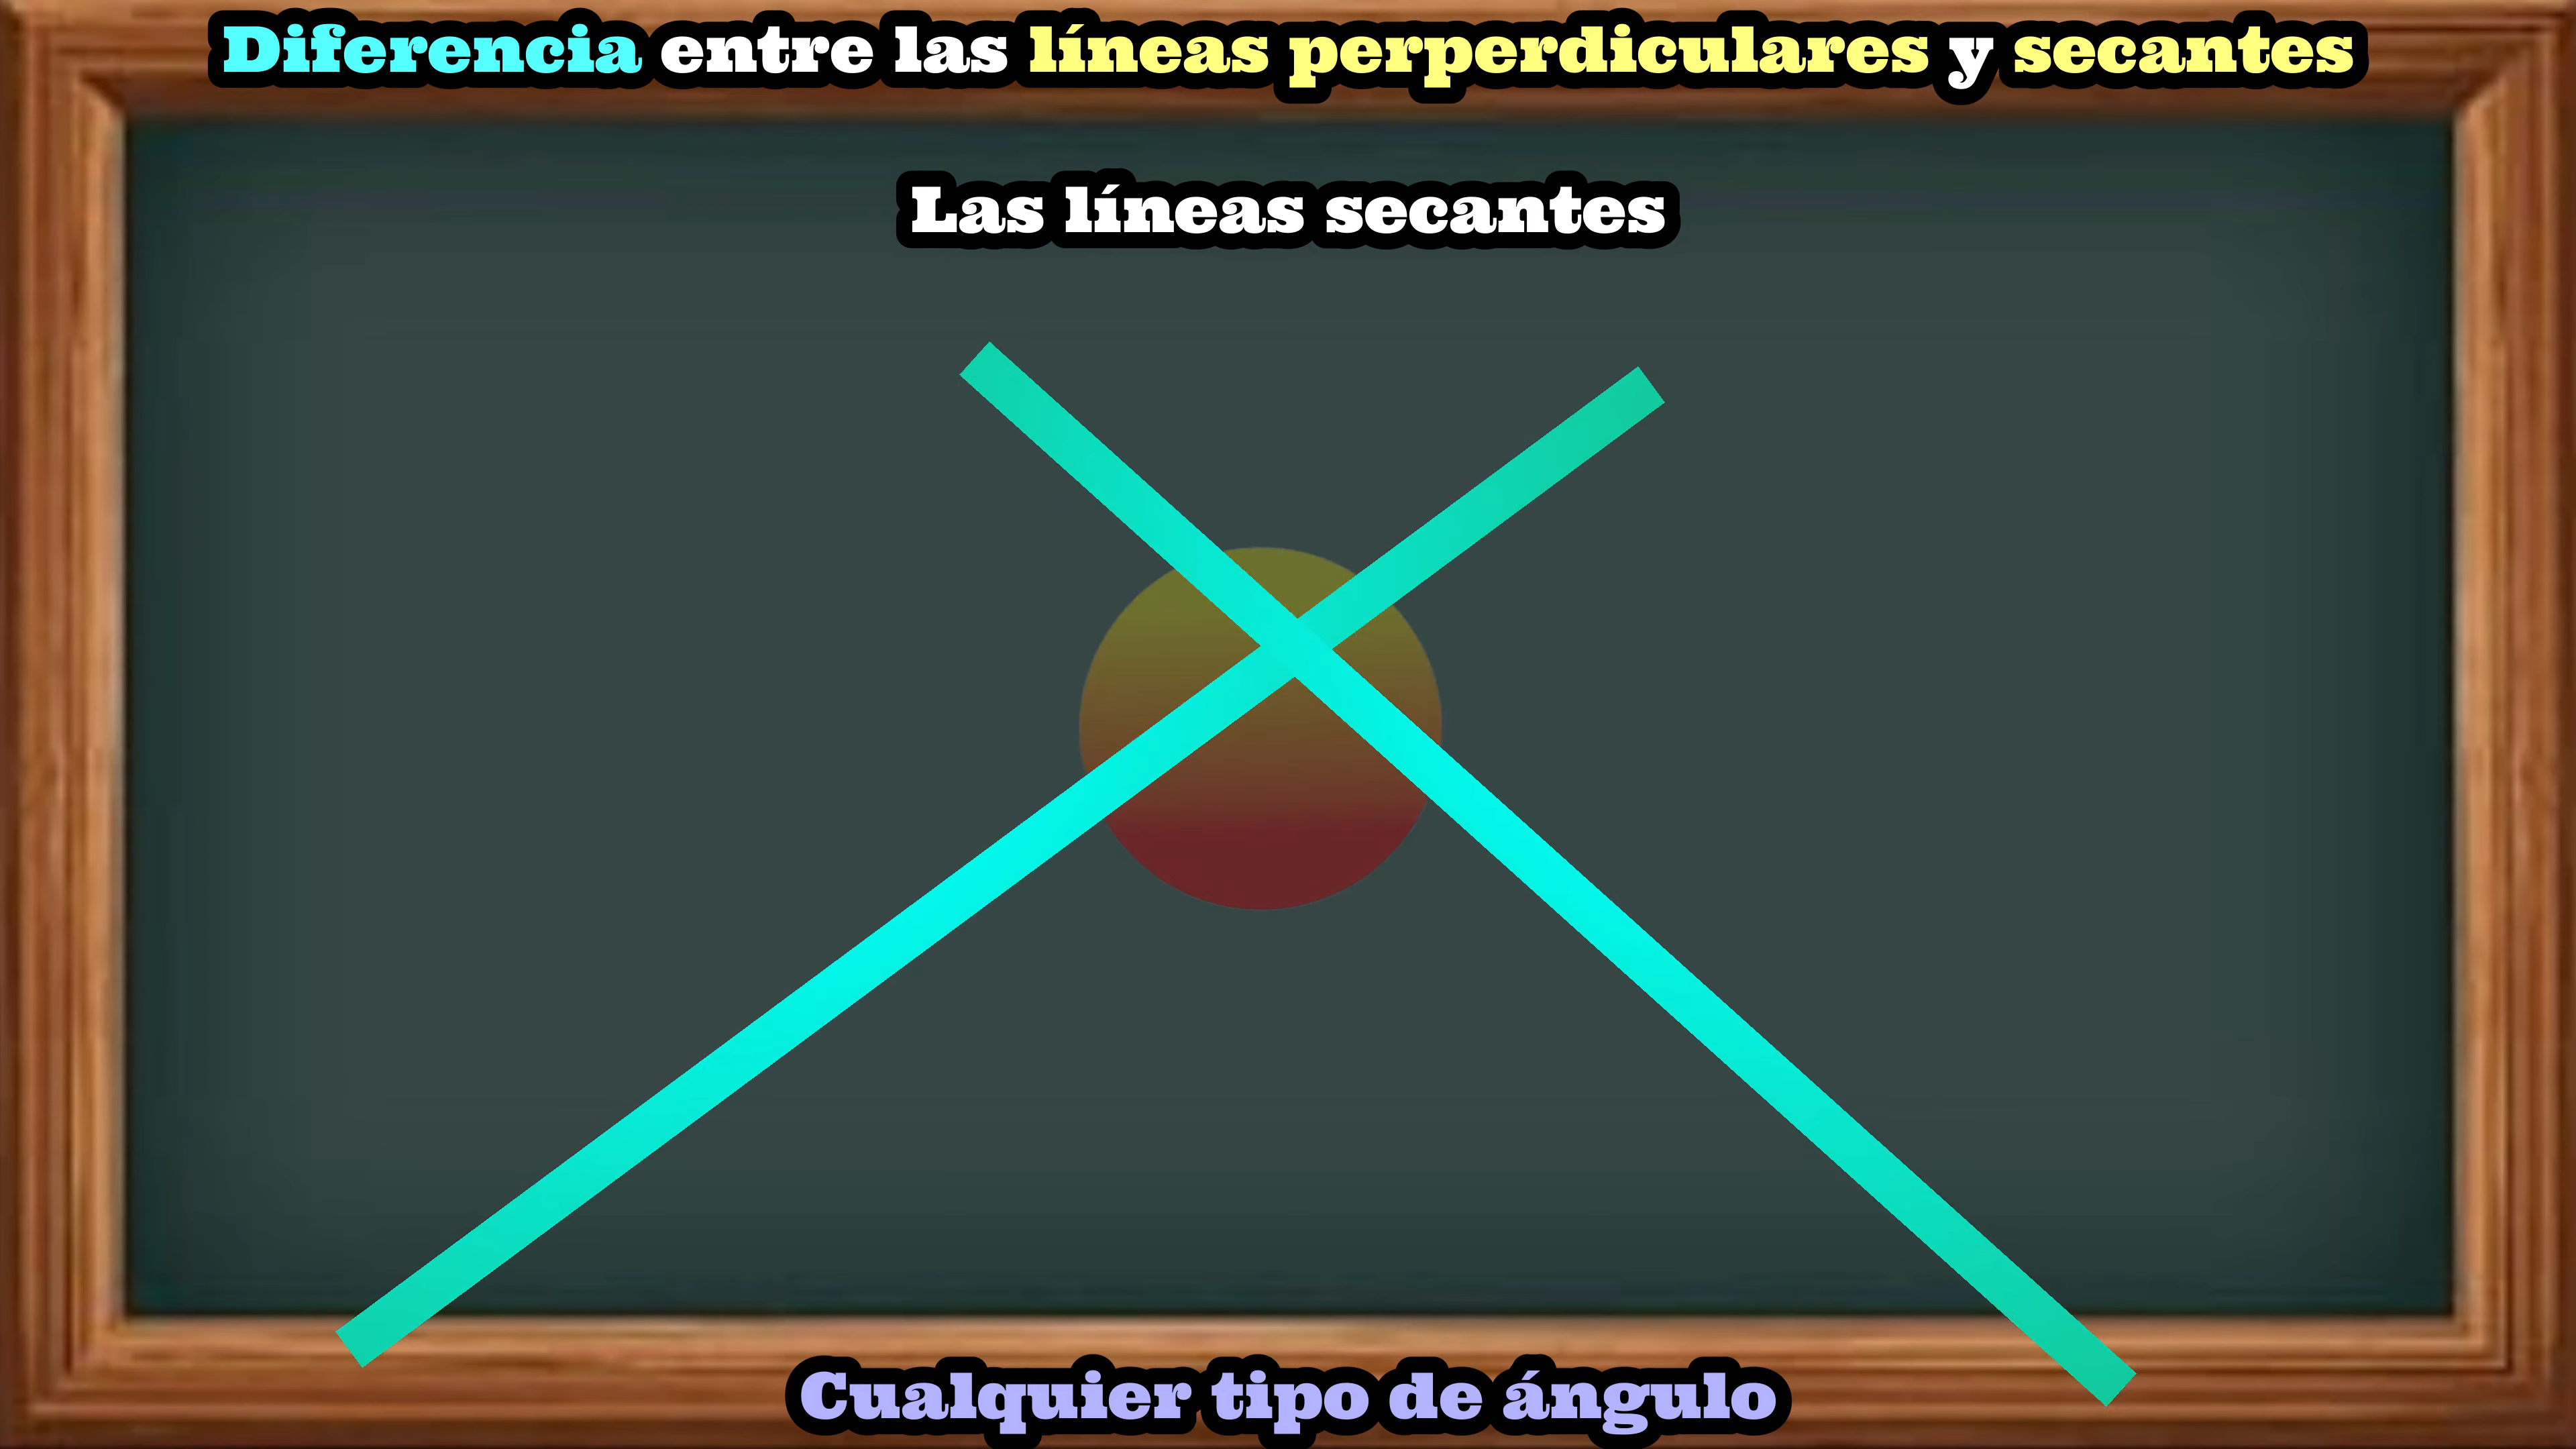 Diferencia entre las líneas perperdiculares y secantes
Las líneas secantes
Cualquier tipo de ángulo